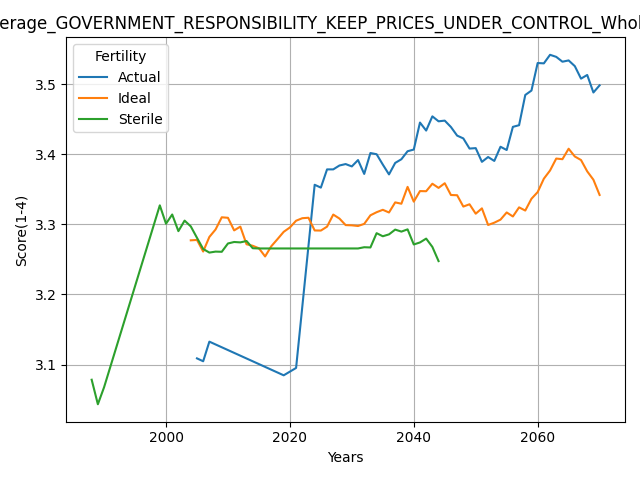 erage_GOVERNMENT_RESPONSIBILITY_KEEP_PRICES_UNDER_CONTROL_Whol
Fertility
Actual
Ideal
Sterile
3.5
3.4
3.3
3.2
3.1
Score(1-4)
2000 2020 2040 2060
Years